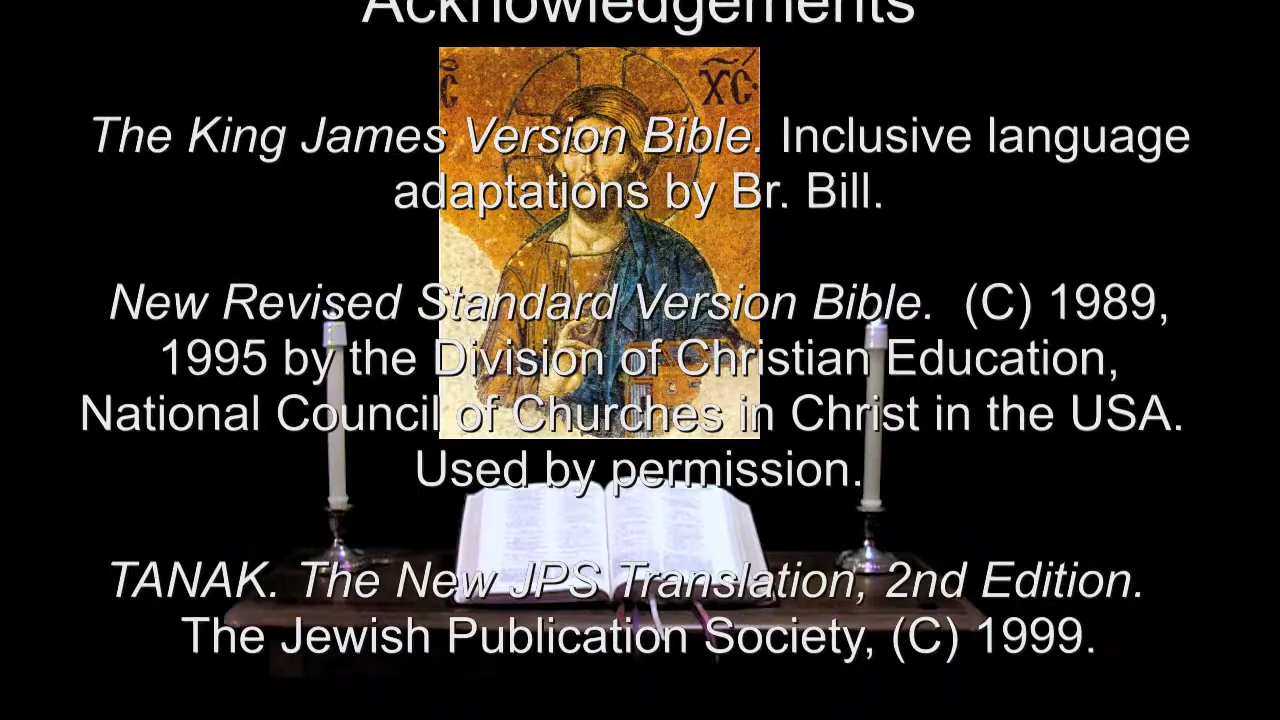 Acknowledgements
C
XC
The King James Version Bible. Inclusive language
adaptations by Br. Bill.
New Revised Standard Version Bible.  (C) 1989,
1995 by the Division of Christian Education,
National Council of Churches in Christ in the USA.
Used by permission.
TANAK. The New JPS Translation, 2nd Edition.
The Jewish Publication Society, (C) 1999.